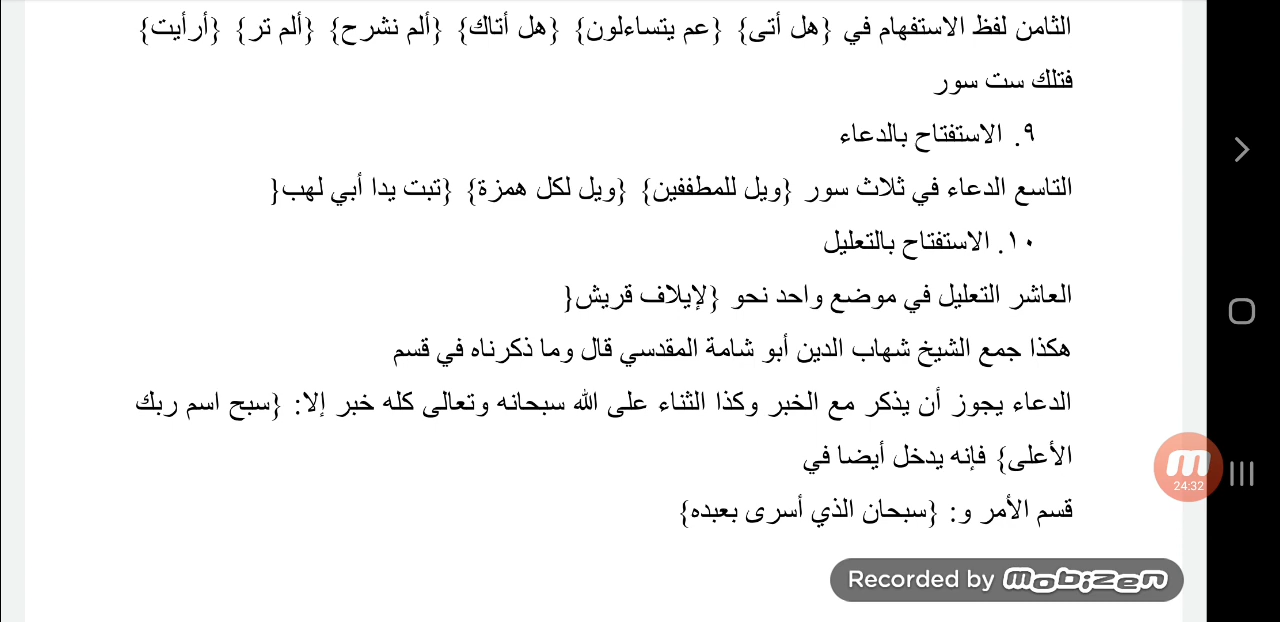 الثامن لفظ الاستفهام في {هل أتى} {عم يتساءلون} {هل أتاك} {ألم نشرح} {ألم تر} {أرأيت}
فتلك ست سور
٩. الاستفتاح بالدعاء
التاسع الدعاء في ثلاث سور {ويل للمطففين} {ويل لكل همزة} {تبت يدا أبي لهب{
١٠. الاستفتاح بالتعليل
العاشر التعليل في موضع واحد نحو {لإيلاف قريش{
هكذا جمع الشيخ شهاب الدين أبو شامة المقدسي قال وما ذكرناه في قسم
الدعاء يجوز أن يذكر مع الخبر وكذا الثناء على الله سبحانه وتعالى كله خبر إلا: {سبح اسم ربك
الأعلى} فإنه يدخل أيضا في
قسم الأمر و: {سبحان الذي أسرى بعبده}
24:32
Recorded by mobizen